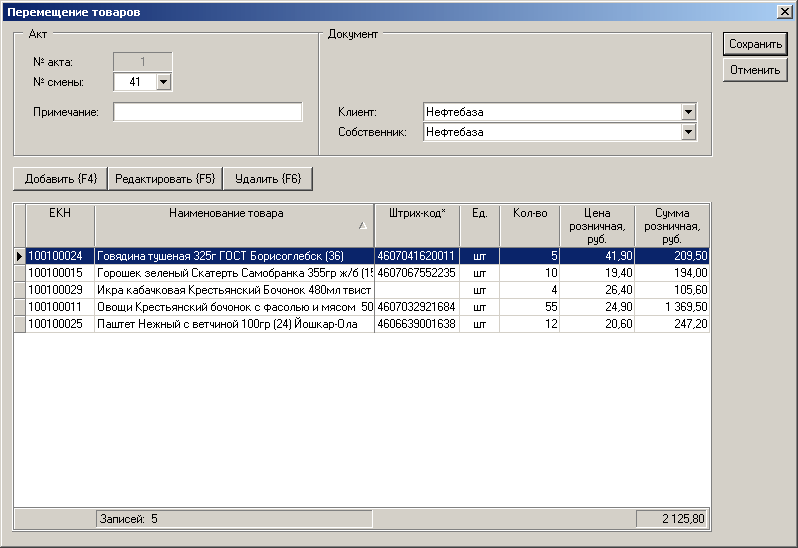 Перемещение товаров
Акт
№ акта: 1
№ смены: 41
Примечание:
Документ
Клиент: Нефтебаза
Собственник: Нефтебаза
Сохранить
Отменить
Добавить {F4} Редактировать {F5} Удалить {F6}
ЕКН Наименование товара Штрих-код* Ед. Кол-во Цена розничная, руб. Сумма розничная, руб.
100100024 Говядина тушеная 325г ГОСТ Борисоглебск (36) 4607041620011 шт 5 41,90 209,50
100100015 Горошек зеленый Скатерть Самобранка 355гр ж/б (15 4607067552235 шт 10 19,40 194,00
100100029 Икра кабачковая Крестьянский Бочонок 480мл твист шт 4 26,40 105,60
100100011 Овощи Крестьянский бочонок с фасолью и мясом 50 4607032921684 шт 55 24,90 1 369,50
100100025 Паштет Нежный с ветчиной 100гр (24) Йошкар-Ола 4606639001638 шт 12 20,60 247,20
Записей: 5 2 125,80